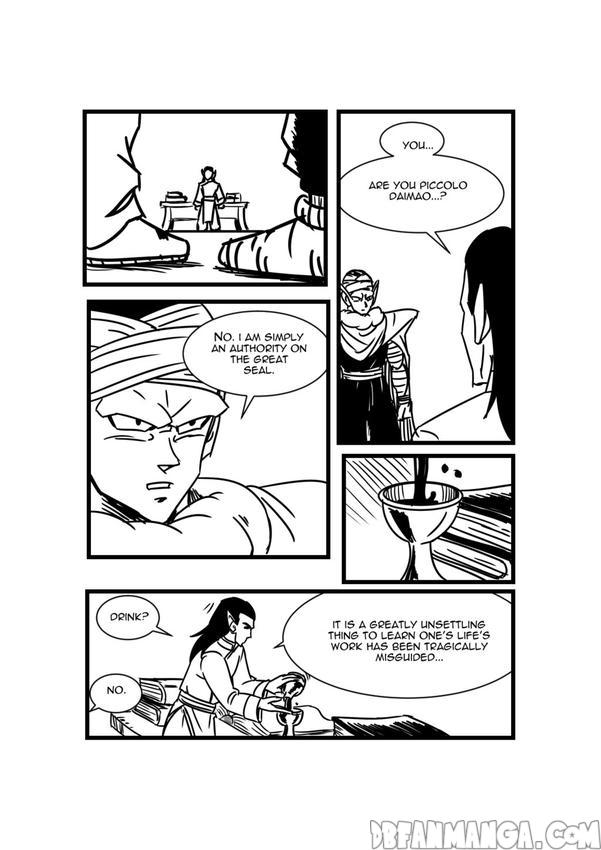 YOU...
ARE YOU PICCOLO
DAIMAO...?
NO. I AM SIMPLY
AN AUTHORITY ON
THE GREAT
SEAL.
DRINK?
NO.
IT IS A GREATLY UNSETTLING
THING TO LEARN ONE'S LIFE'S
WORK HAS BEEN TRAGICALLY
MISGUIDED...
DBFANMANGA.COM